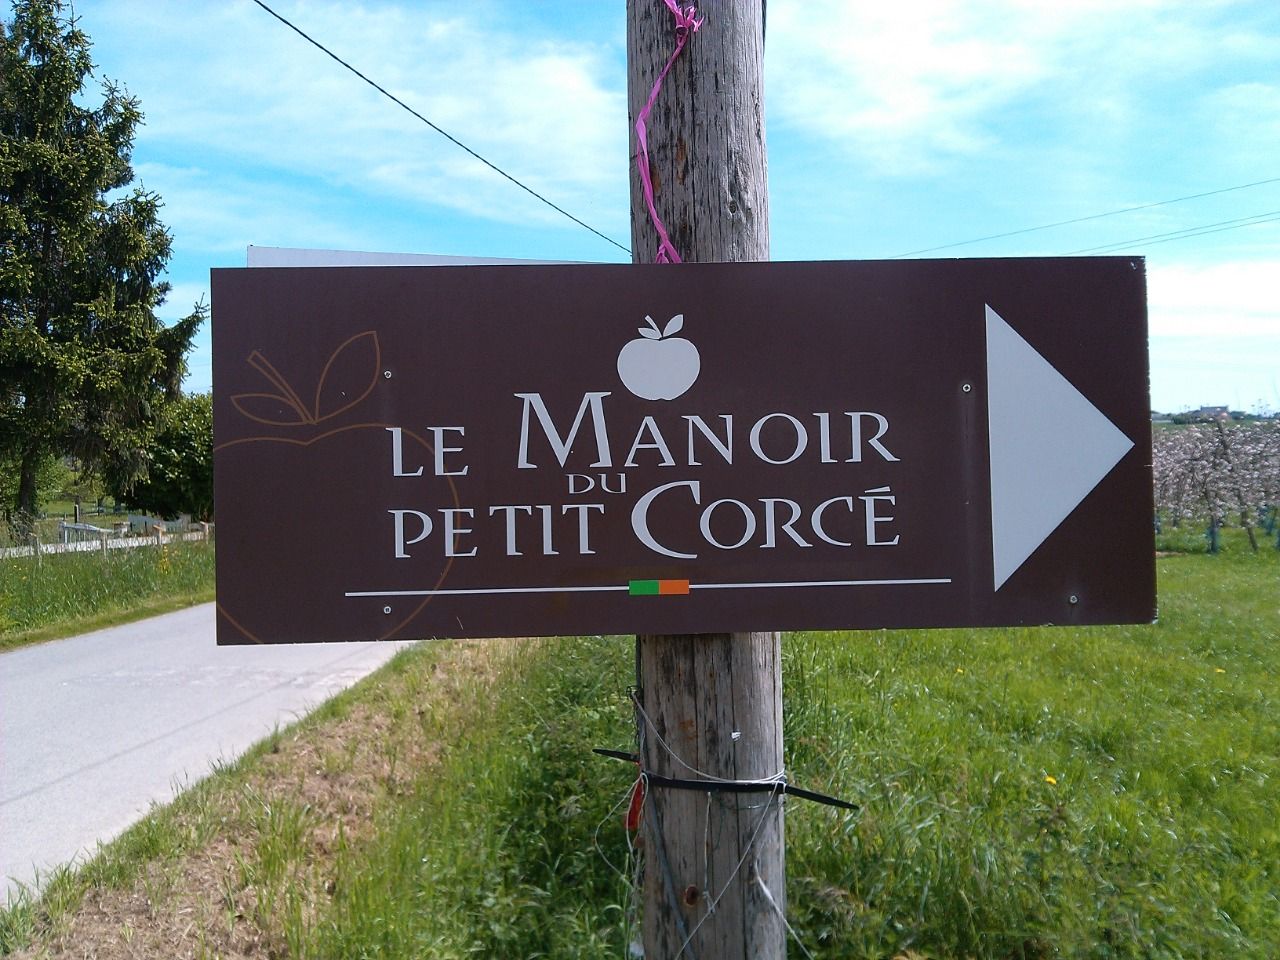 LE MANOIR
DU
PETIT CORCÉ